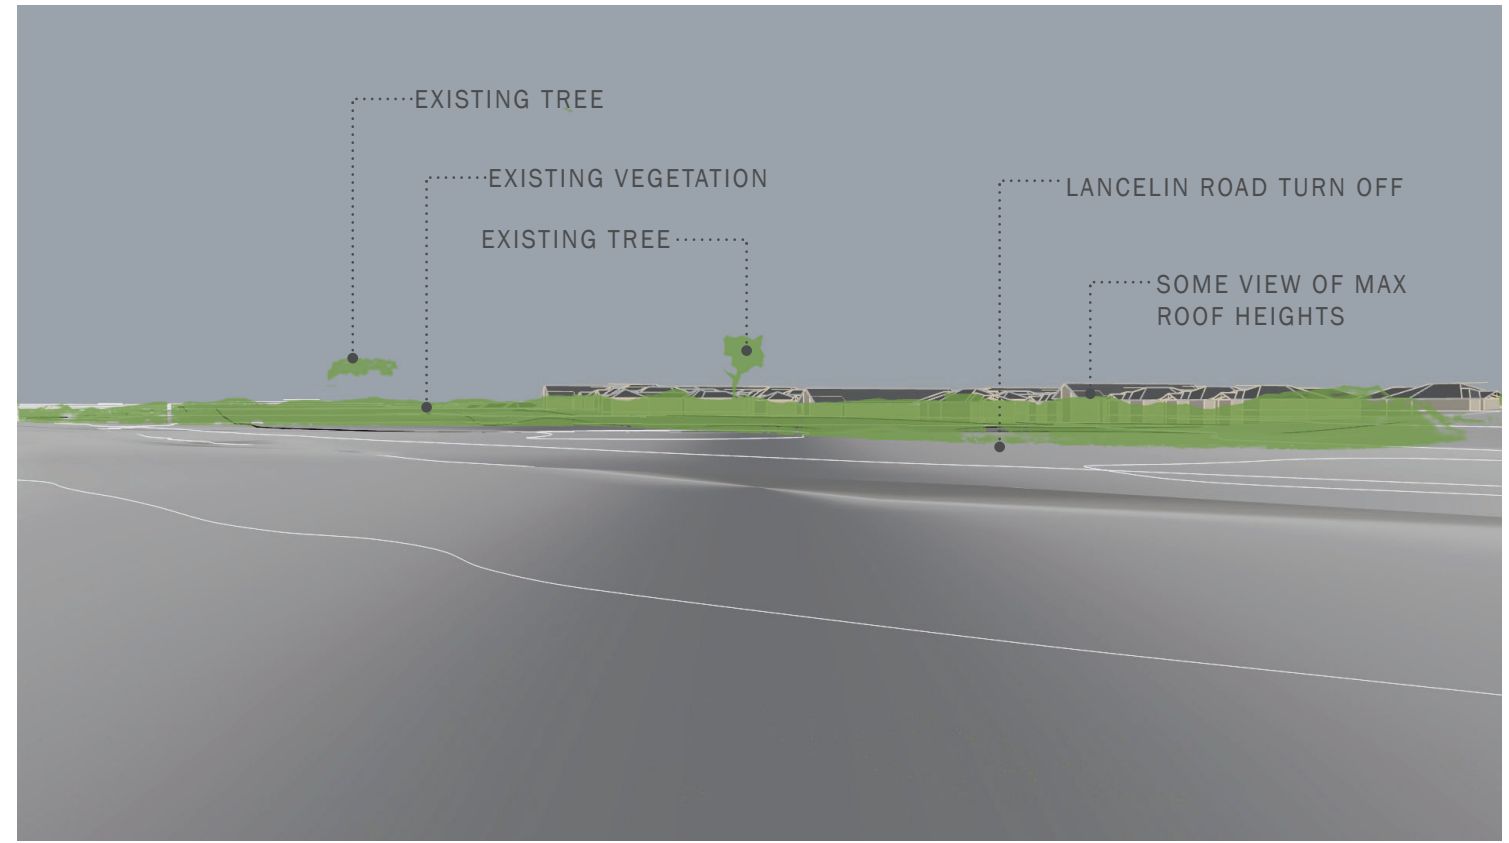 EXISTING TREE
EXISTING VEGETATION
LANCELIN ROAD TURN OFF
EXISTING TREE
SOME VIEW OF MAX
ROOF HEIGHTS